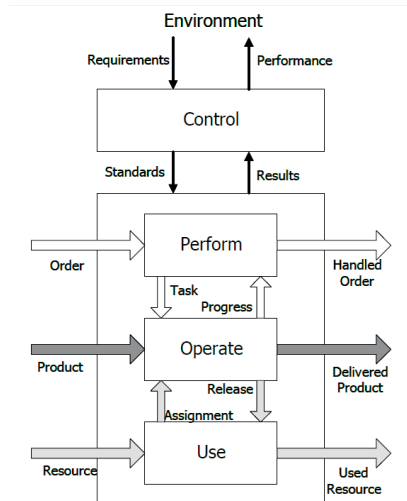 Environment
Requirements
Performance
Control
Standards
Results
Perform
Order
Handled
Order
Task
Progress
Operate
Product
Delivered
Product
Release
Assignment
Use
Resource
Used
Resource